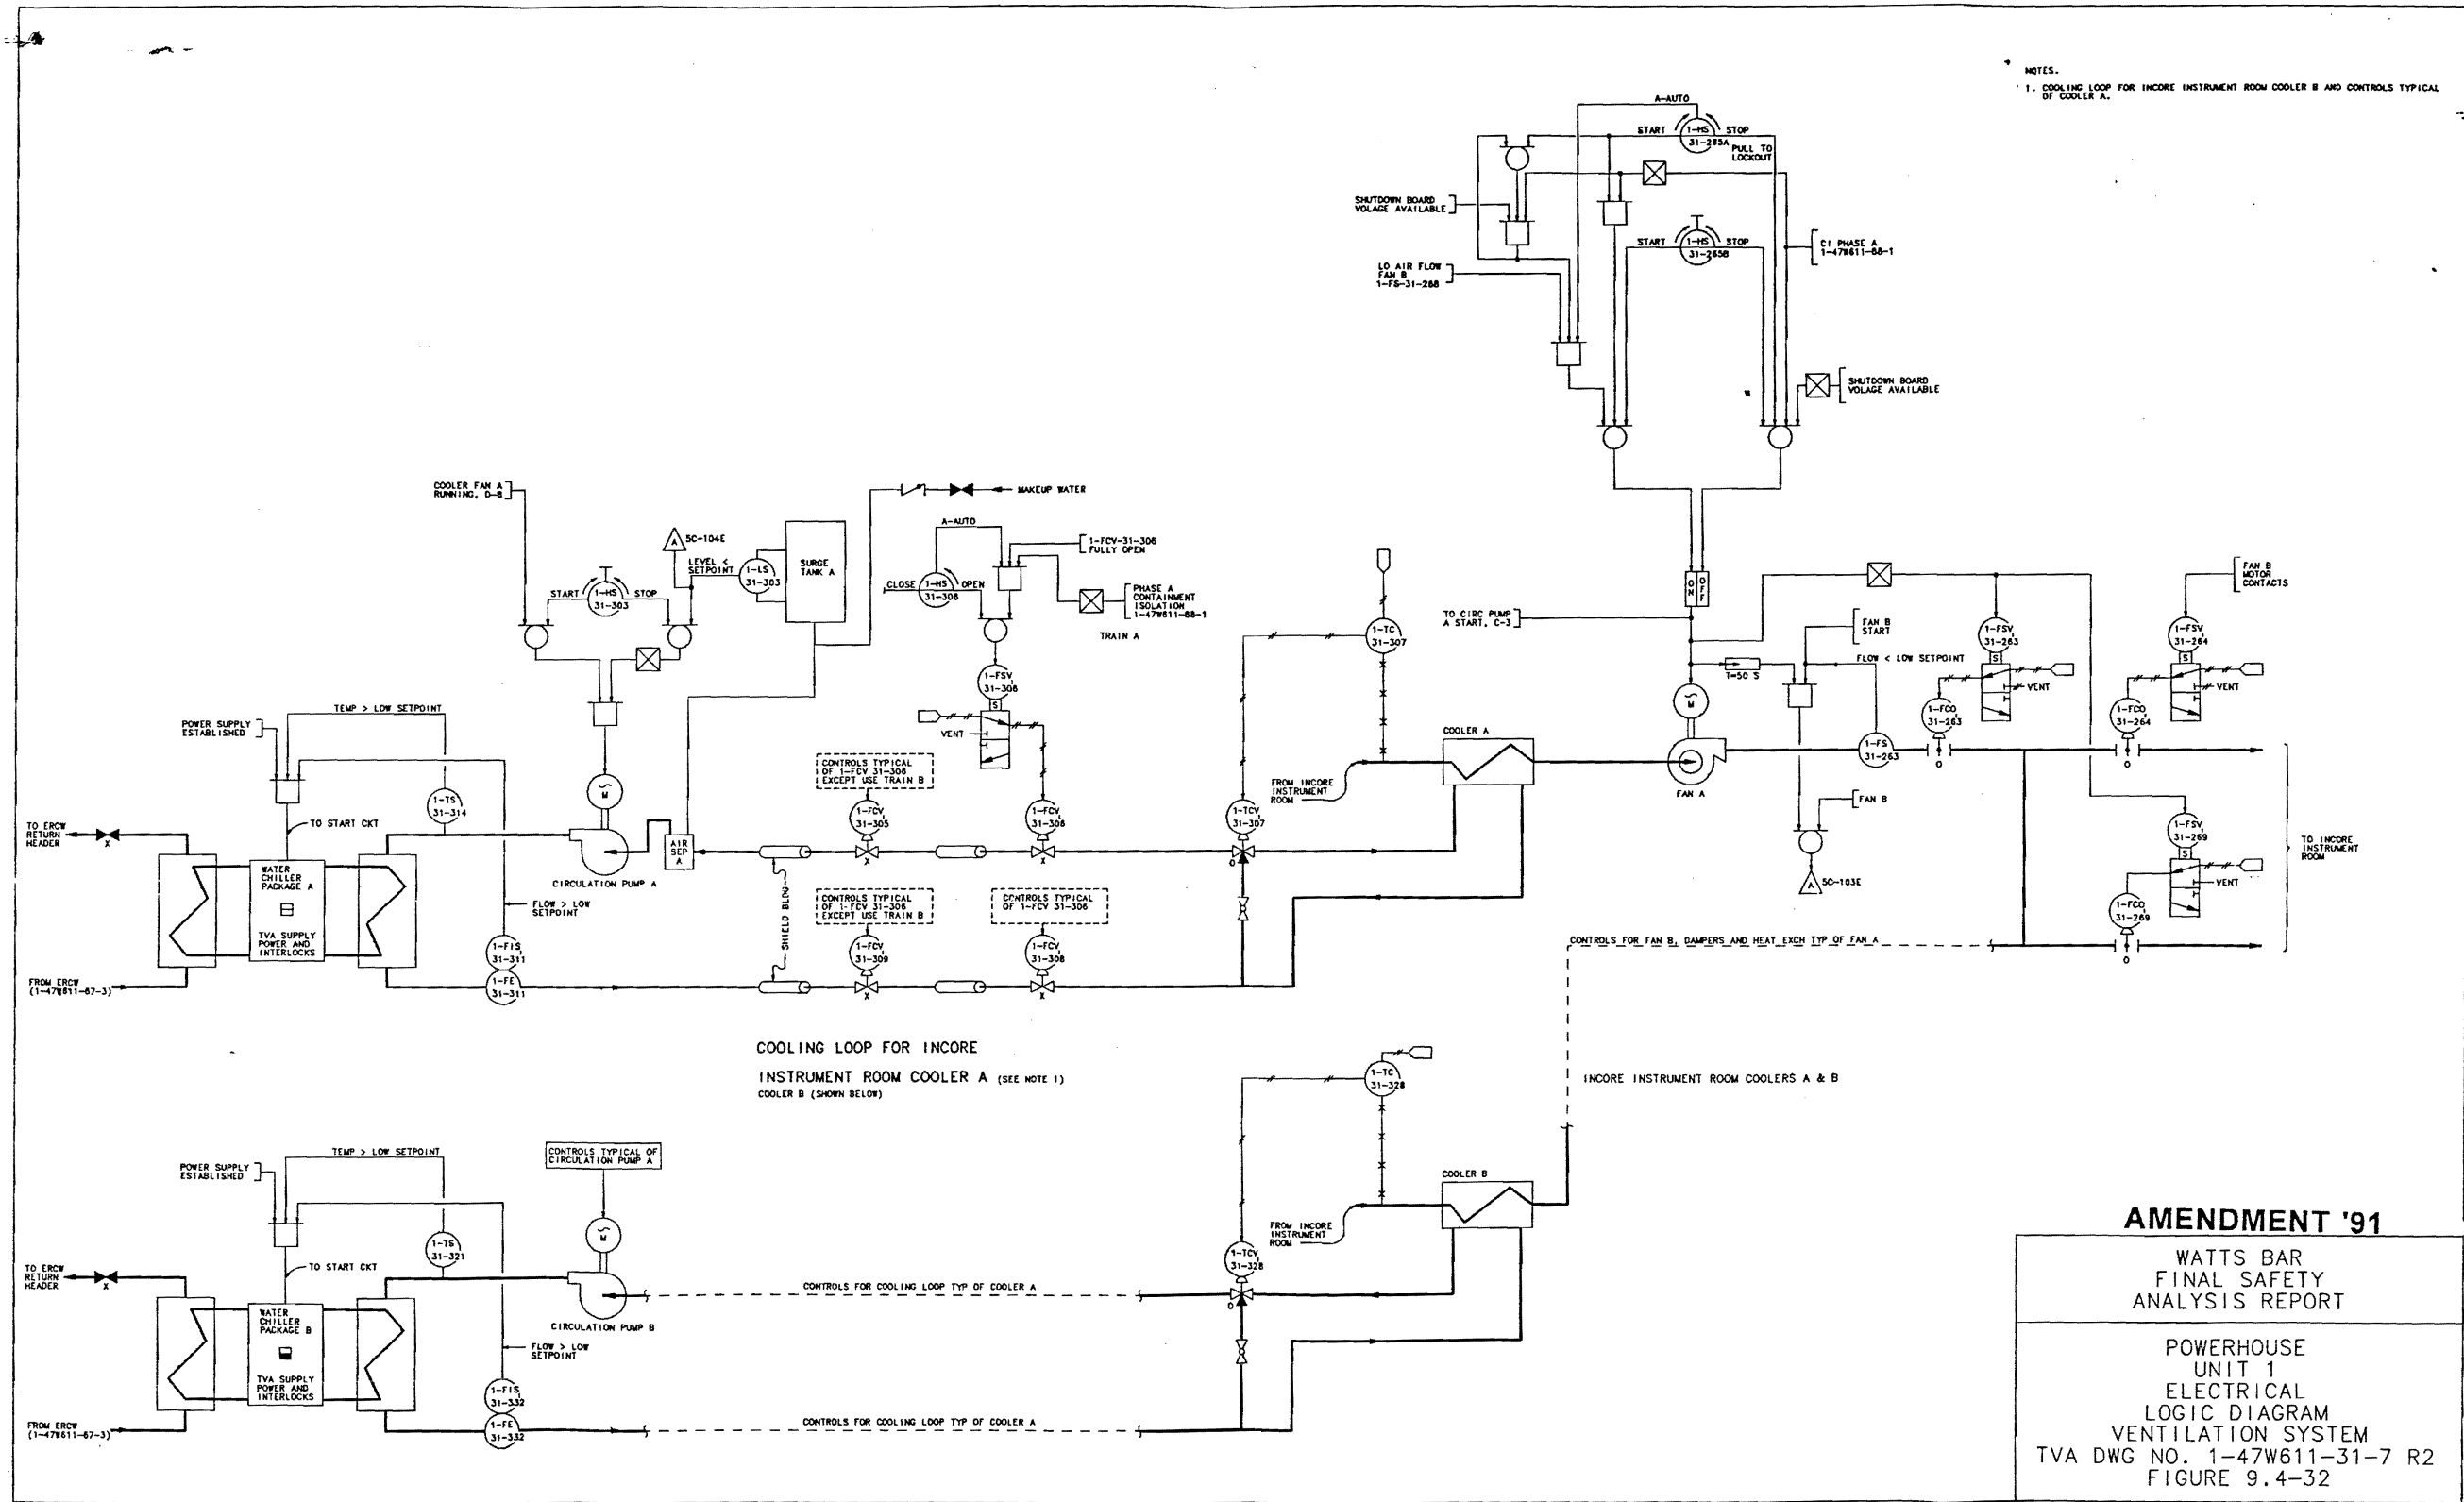 NOTES.
1. COOLING LOOP FOR INCORE INSTRUMENT ROOM COOLER B AND CONTROLS TYPICAL
OF COOLER A.
A-AUTO
START
1-HS
31-265A
STOP
PULL TO
LOCKOUT
SHUTDOWN BOARD
VOLAGE AVAILABLE
START
1-HS
31-265B
STOP
CI PHASE A
1-47W611-88-1
LO AIR FLOW
FAN B
1-FS-31-268
SHUTDOWN BOARD
VOLAGE AVAILABLE
COOLER FAN A
RUNNING, D-8
MAKEUP WATER
A
5C-104E
LEVEL <
SETPOINT
1-LS
31-303
SURGE
TANK A
START
1-HS
31-303
STOP
A-AUTO
CLOSE
1-HS
31-306
OPEN
1-FCV-31-306
FULLY OPEN
PHASE A
CONTAINMENT
ISOLATION
1-47W611-88-1
TRAIN A
1-FSV
31-306
S
VENT
1-TC
31-307
ON
OFF
TO CIRC PUMP
A START, C-3
FAN B
START
FLOW < LOW SETPOINT
T=50 S
1-FSV
31-263
S
VENT
FAN B
MOTOR
CONTACTS
1-FSV
31-264
S
VENT
1-FCO
31-263
1-FCO
31-264
POWER SUPPLY
ESTABLISHED
TEMP > LOW SETPOINT
1-TS
31-314
TO START CKT
M
CONTROLS TYPICAL
OF 1-FCV 31-306
EXCEPT USE TRAIN B
1-FCV
31-305
X
1-FCV
31-306
X
1-TCV
31-307
O
FROM INCORE
INSTRUMENT
ROOM
COOLER A
M
FAN A
1-FS
31-263
O
O
FAN B
A
5C-103E
1-FSV
31-269
S
VENT
1-FCO
31-269
O
TO INCORE
INSTRUMENT
ROOM
TO ERCW
RETURN
HEADER
X
WATER
CHILLER
PACKAGE A
TVA SUPPLY
POWER AND
INTERLOCKS
CIRCULATION PUMP A
AIR
SEP
A
FLOW > LOW
SETPOINT
1-FIS
31-311
1-FE
31-311
FROM ERCW
(1-47W611-67-3)
SHIELD BLDG
CONTROLS TYPICAL
OF 1-FCV 31-306
EXCEPT USE TRAIN B
1-FCV
31-309
X
CONTROLS TYPICAL
OF 1-FCV 31-306
1-FCV
31-308
X
CONTROLS FOR FAN B, DAMPERS AND HEAT EXCH TYP OF FAN A
COOLING LOOP FOR INCORE
INSTRUMENT ROOM COOLER A (SEE NOTE 1)
COOLER B (SHOWN BELOW)
INCORE INSTRUMENT ROOM COOLERS A & B
1-TC
31-328
POWER SUPPLY
ESTABLISHED
TEMP > LOW SETPOINT
CONTROLS TYPICAL OF
CIRCULATION PUMP A
1-TS
31-321
TO START CKT
M
1-TCV
31-328
O
FROM INCORE
INSTRUMENT
ROOM
COOLER B
TO ERCW
RETURN
HEADER
X
WATER
CHILLER
PACKAGE B
TVA SUPPLY
POWER AND
INTERLOCKS
CIRCULATION PUMP B
CONTROLS FOR COOLING LOOP TYP OF COOLER A
FLOW > LOW
SETPOINT
1-FIS
31-332
1-FE
31-332
FROM ERCW
(1-47W611-67-3)
CONTROLS FOR COOLING LOOP TYP OF COOLER A
AMENDMENT '91
WATTS BAR
FINAL SAFETY
ANALYSIS REPORT
POWERHOUSE
UNIT 1
ELECTRICAL
LOGIC DIAGRAM
VENTILATION SYSTEM
TVA DWG NO. 1-47W611-31-7 R2
FIGURE 9.4-32